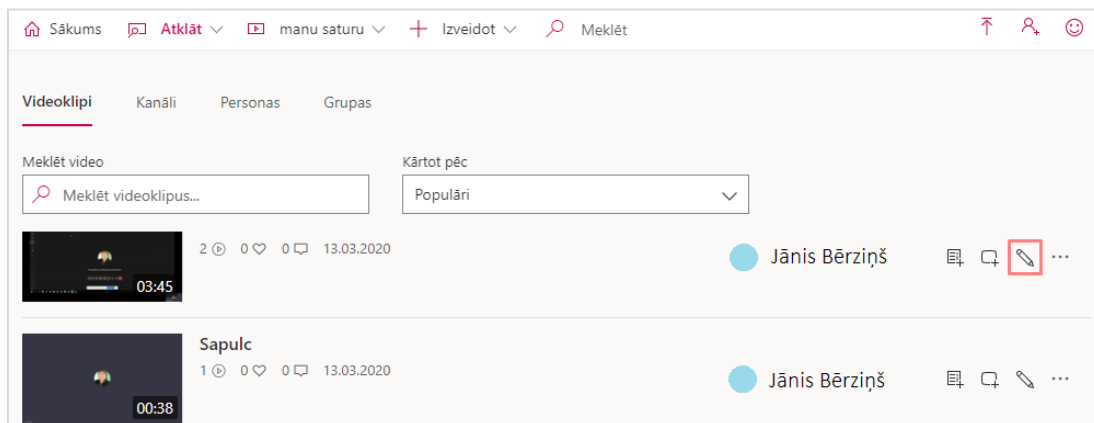 Sākums Atklāt manu saturu Izveidot Meklēt
Videoklipi Kanāli Personas Grupas
Meklēt video Kārtot pēc
Meklēt videoklipus... Populāri
2 0 0 13.03.2020 Jānis Bērziņš
03:45
Sapulc
1 0 0 13.03.2020 Jānis Bērziņš
00:38